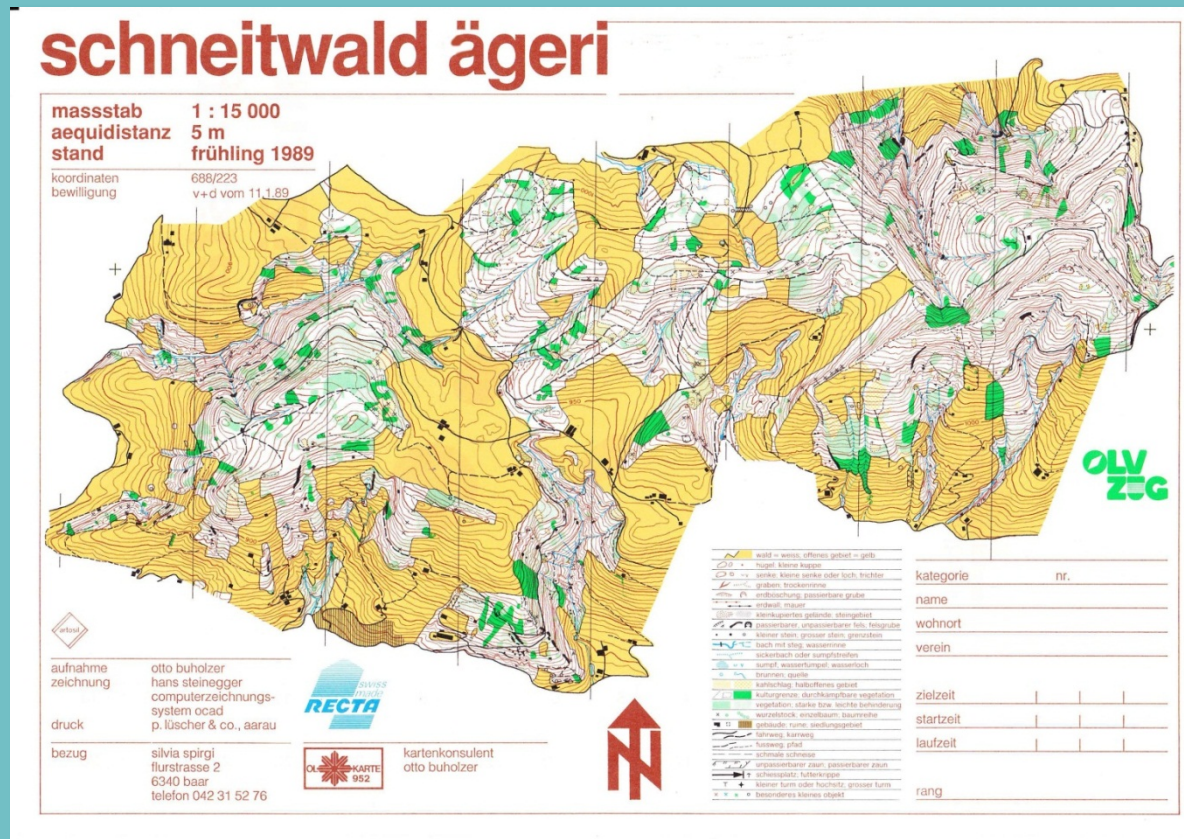 schneitwald ägeri
massstab 1 : 15 000
aequidistanz 5 m
stand frühling 1989
koordinaten 688/223
bewilligung v+d vom 11.1.89
950
1000
OLV
ZUG
wald = weiss; offenes gebiet = gelb
hügel; kleine kuppe
senke; kleine senke oder loch; trichter
graben; trockenrinne
erdböschung; passierbare grube
erdwall; mauer
kleinkupiertes gelände; steingebiet
passierbarer, unpassierbarer fels; felsgrube
kleiner stein; grosser stein; grenzstein
bach mit steg; wasserrinne
sickerbach oder sumpfstreifen
sumpf; wassertümpel; wasserloch
brunnen; quelle
kahlschlag; halboffenes gebiet
kulturgrenze; durchkämpfbare vegetation
vegetation; starke bzw. leichte behinderung
wurzelstock; einzelbaum; baumreihe
gebäude; ruine; siedlungsgebiet
fahrweg; karrweg
fussweg; pfad
schmale schneise
unpassierbarer zaun; passierbarer zaun
schiessplatz; futterkrippe
kleiner turm oder hochsitz; grosser turm
besonderes kleines objekt
kategorie nr.
name
wohnort
verein
zielzeit
startzeit
laufzeit
rang
aufnahme otto buholzer
zeichnung hans steinegger
computerzeichnungs-
system ocad
druck p. lüscher & co., aarau
bezug silvia spirgi
flurstrasse 2
6340 baar
telefon 042 31 52 76
swiss
made
RECTA
OL KARTE
952
kartenkonsulent
otto buholzer
N